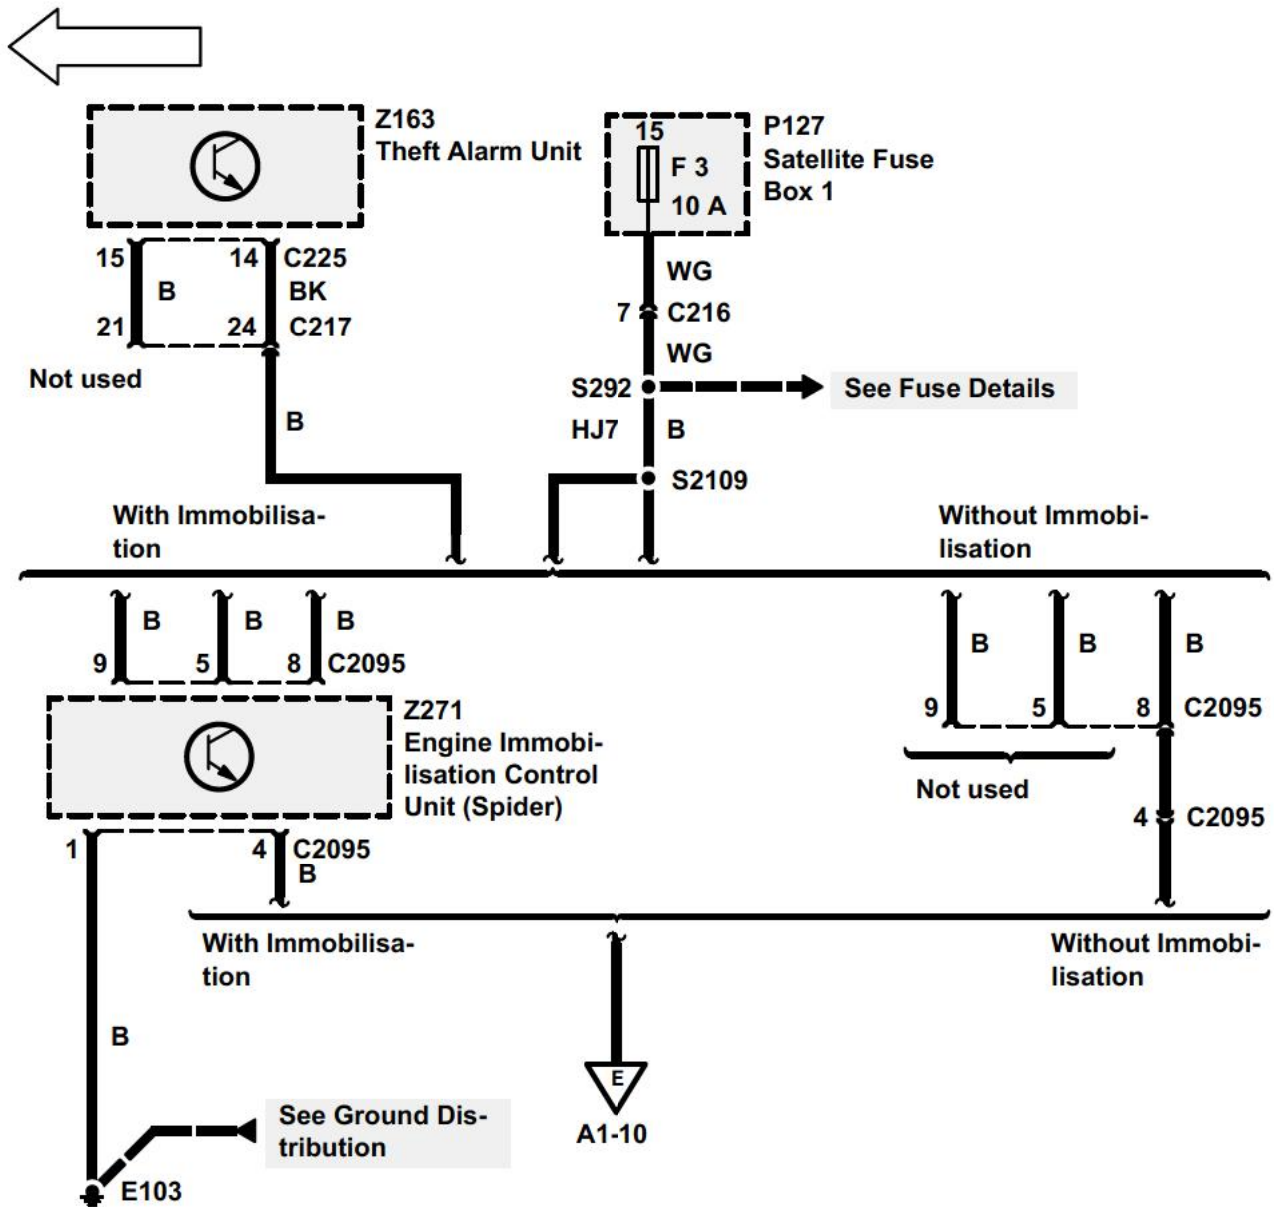 Z163
Theft Alarm Unit
15
F 3
10 A
P127
Satellite Fuse
Box 1
15
14
C225
B
BK
21
24
C217
Not used
B
WG
7
C216
WG
S292
See Fuse Details
HJ7
B
S2109
With Immobilisa-
tion
Without Immobi-
lisation
B
B
B
9
5
8
C2095
B
B
B
9
5
8
C2095
Not used
4
C2095
Z271
Engine Immobi-
lisation Control
Unit (Spider)
1
4
C2095
B
With Immobilisa-
tion
Without Immobi-
lisation
B
E
A1-10
See Ground Dis-
tribution
E103